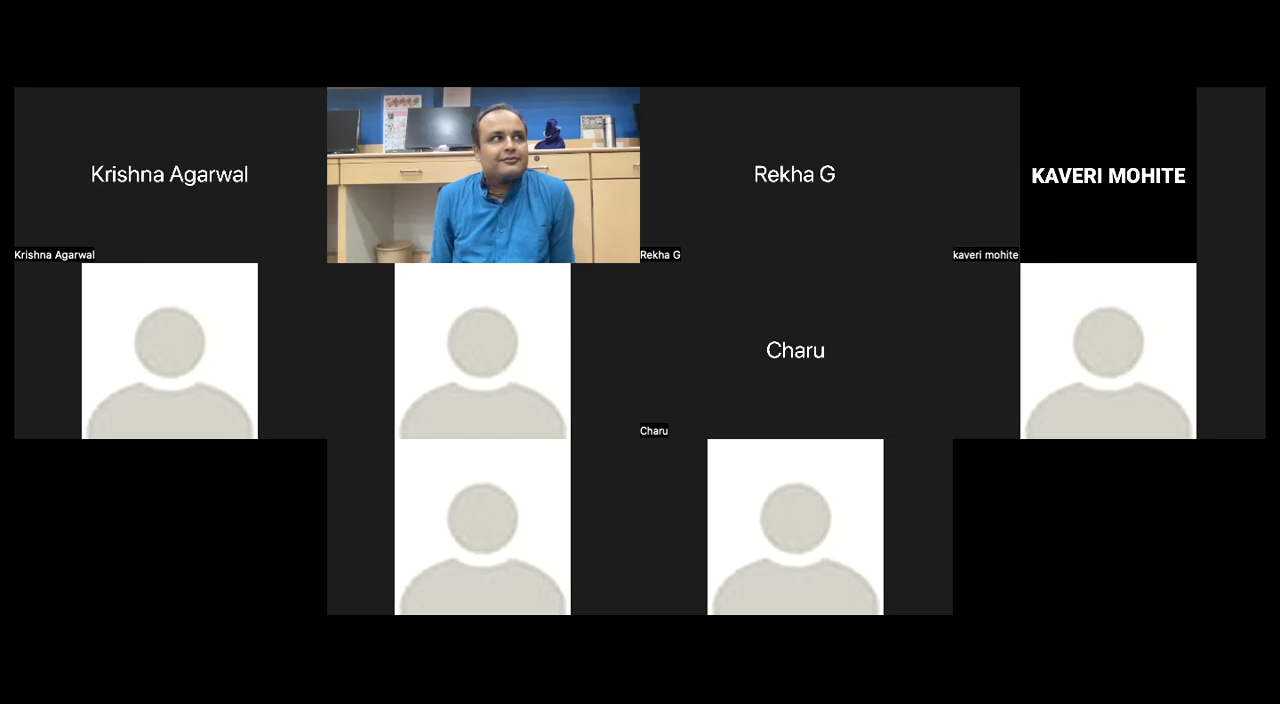 Krishna Agarwal
Krishna Agarwal
Rekha G
Rekha G
KAVERI MOHITE
kaveri mohite
Charu
Charu